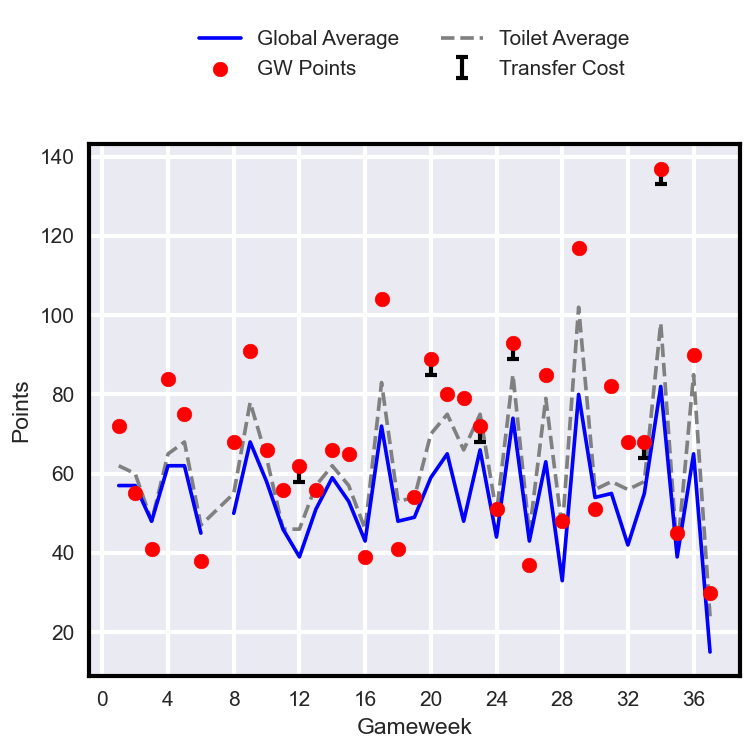 Global Average
Toilet Average
GW Points
Transfer Cost
140
120
100
80
60
40
20
Points
0 4 8 12 16 20 24 28 32 36
Gameweek